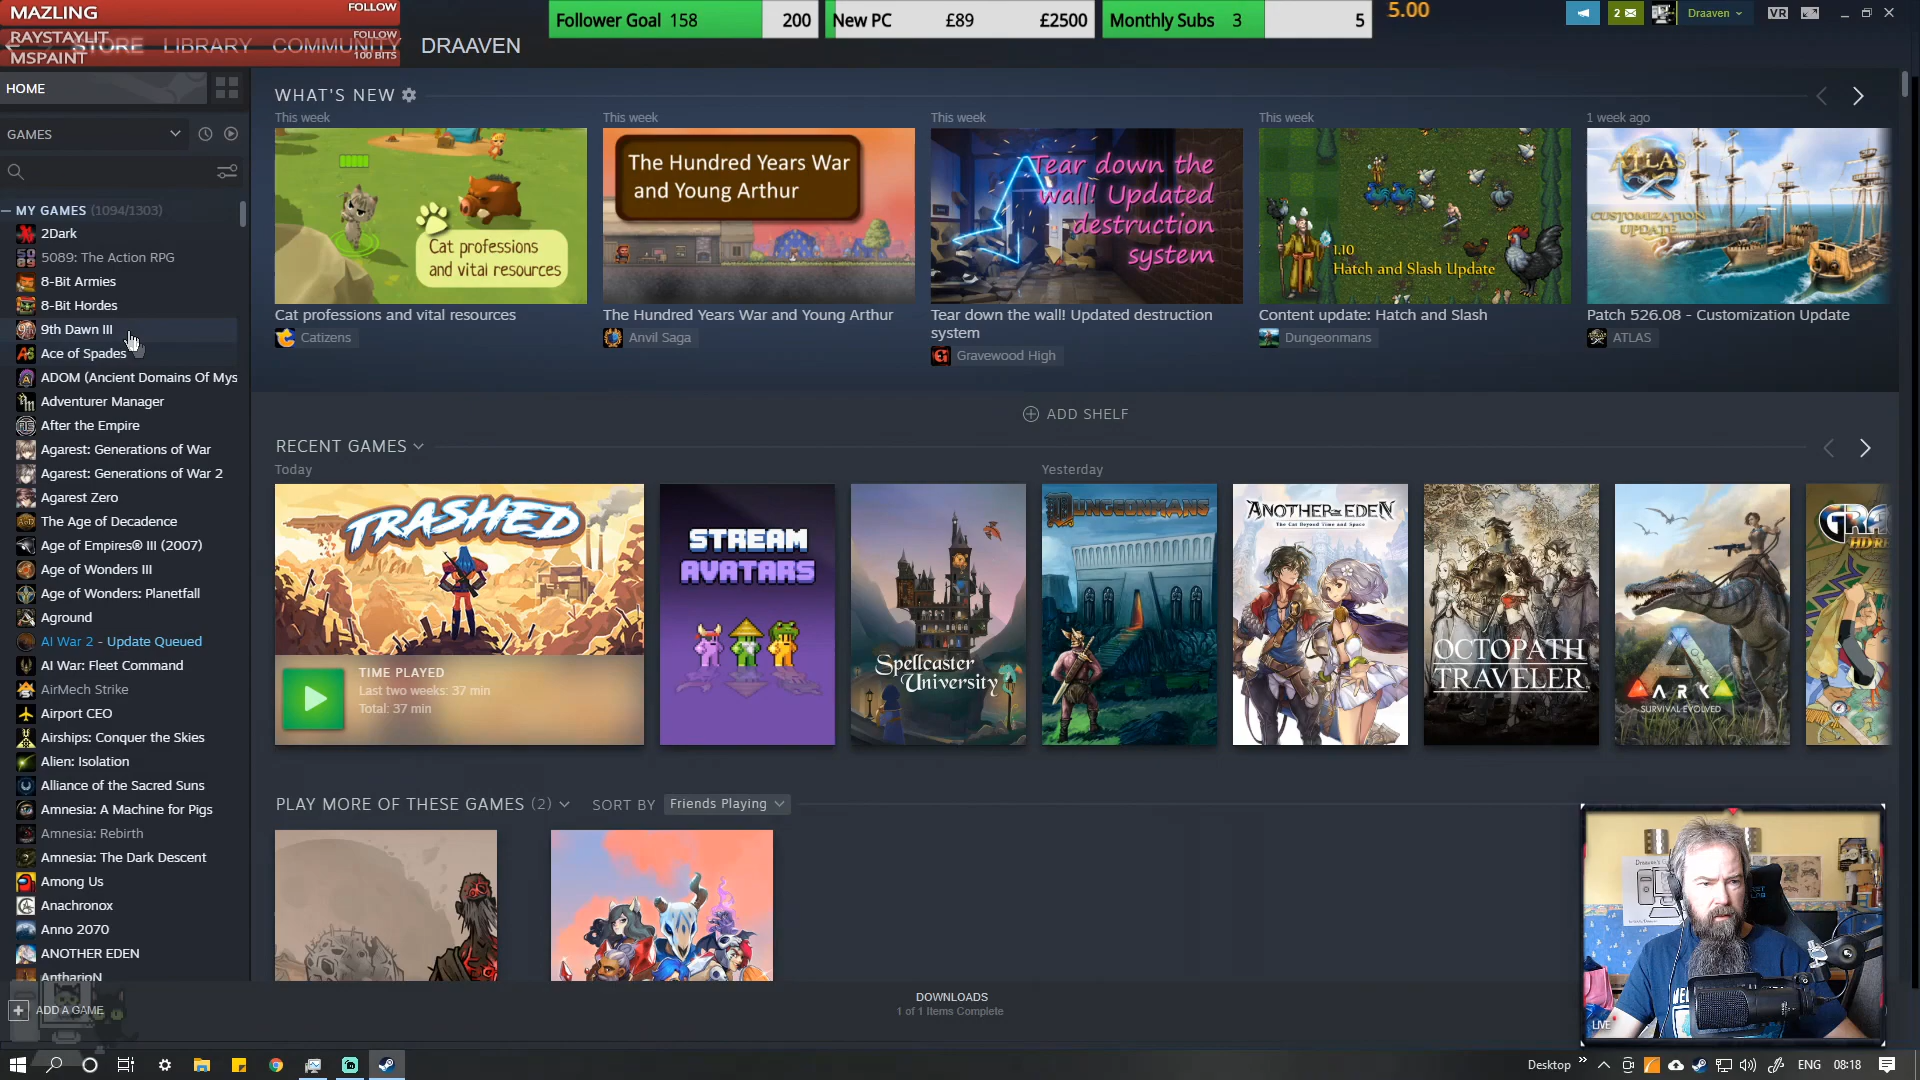 MAZLING
FOLLOW
RAYSTAYLIT
FOLLOW
MSPAINT
100 BITS
STORE LIBRARY COMMUNITY DRAAVEN
Follower Goal 158 200
New PC £89 £2500
Monthly Subs 3 5
5.00
2
Draaven
VR
HOME
GAMES
MY GAMES (1094/1303)
2Dark
5089: The Action RPG
8-Bit Armies
8-Bit Hordes
9th Dawn III
Ace of Spades
ADOM (Ancient Domains Of Mys
Adventurer Manager
After the Empire
Agarest: Generations of War
Agarest: Generations of War 2
Agarest Zero
The Age of Decadence
Age of Empires® III (2007)
Age of Wonders III
Age of Wonders: Planetfall
Aground
AI War 2 - Update Queued
AI War: Fleet Command
AirMech Strike
Airport CEO
Airships: Conquer the Skies
Alien: Isolation
Alliance of the Sacred Suns
Amnesia: A Machine for Pigs
Amnesia: Rebirth
Amnesia: The Dark Descent
Among Us
Anachronox
Anno 2070
ANOTHER EDEN
AntharioN
ADD A GAME
WHAT'S NEW
This week
Cat professions
and vital resources
Cat professions and vital resources
Catizens
This week
The Hundred Years War
and Young Arthur
The Hundred Years War and Young Arthur
Anvil Saga
This week
Tear down the
wall! Updated
destruction
system
Tear down the wall! Updated destruction
system
Gravewood High
This week
1.10
Hatch and Slash Update
Content update: Hatch and Slash
Dungeonmans
1 week ago
ATLAS
CUSTOMIZATION
UPDATE
Patch 526.08 - Customization Update
ATLAS
ADD SHELF
RECENT GAMES
Today
TRASHED
TIME PLAYED
Last two weeks: 37 min
Total: 37 min
STREAM
AVATARS
Spellcaster
University
Yesterday
DUNGEONMANS
ANOTHER EDEN
The Cat Beyond Time and Space
OCTOPATH
TRAVELER
ARK
SURVIVAL EVOLVED
GRA
HD RE
PLAY MORE OF THESE GAMES (2)
SORT BY Friends Playing
DOWNLOADS
1 of 1 Items Complete
LIVE
Desktop
ENG
08:18